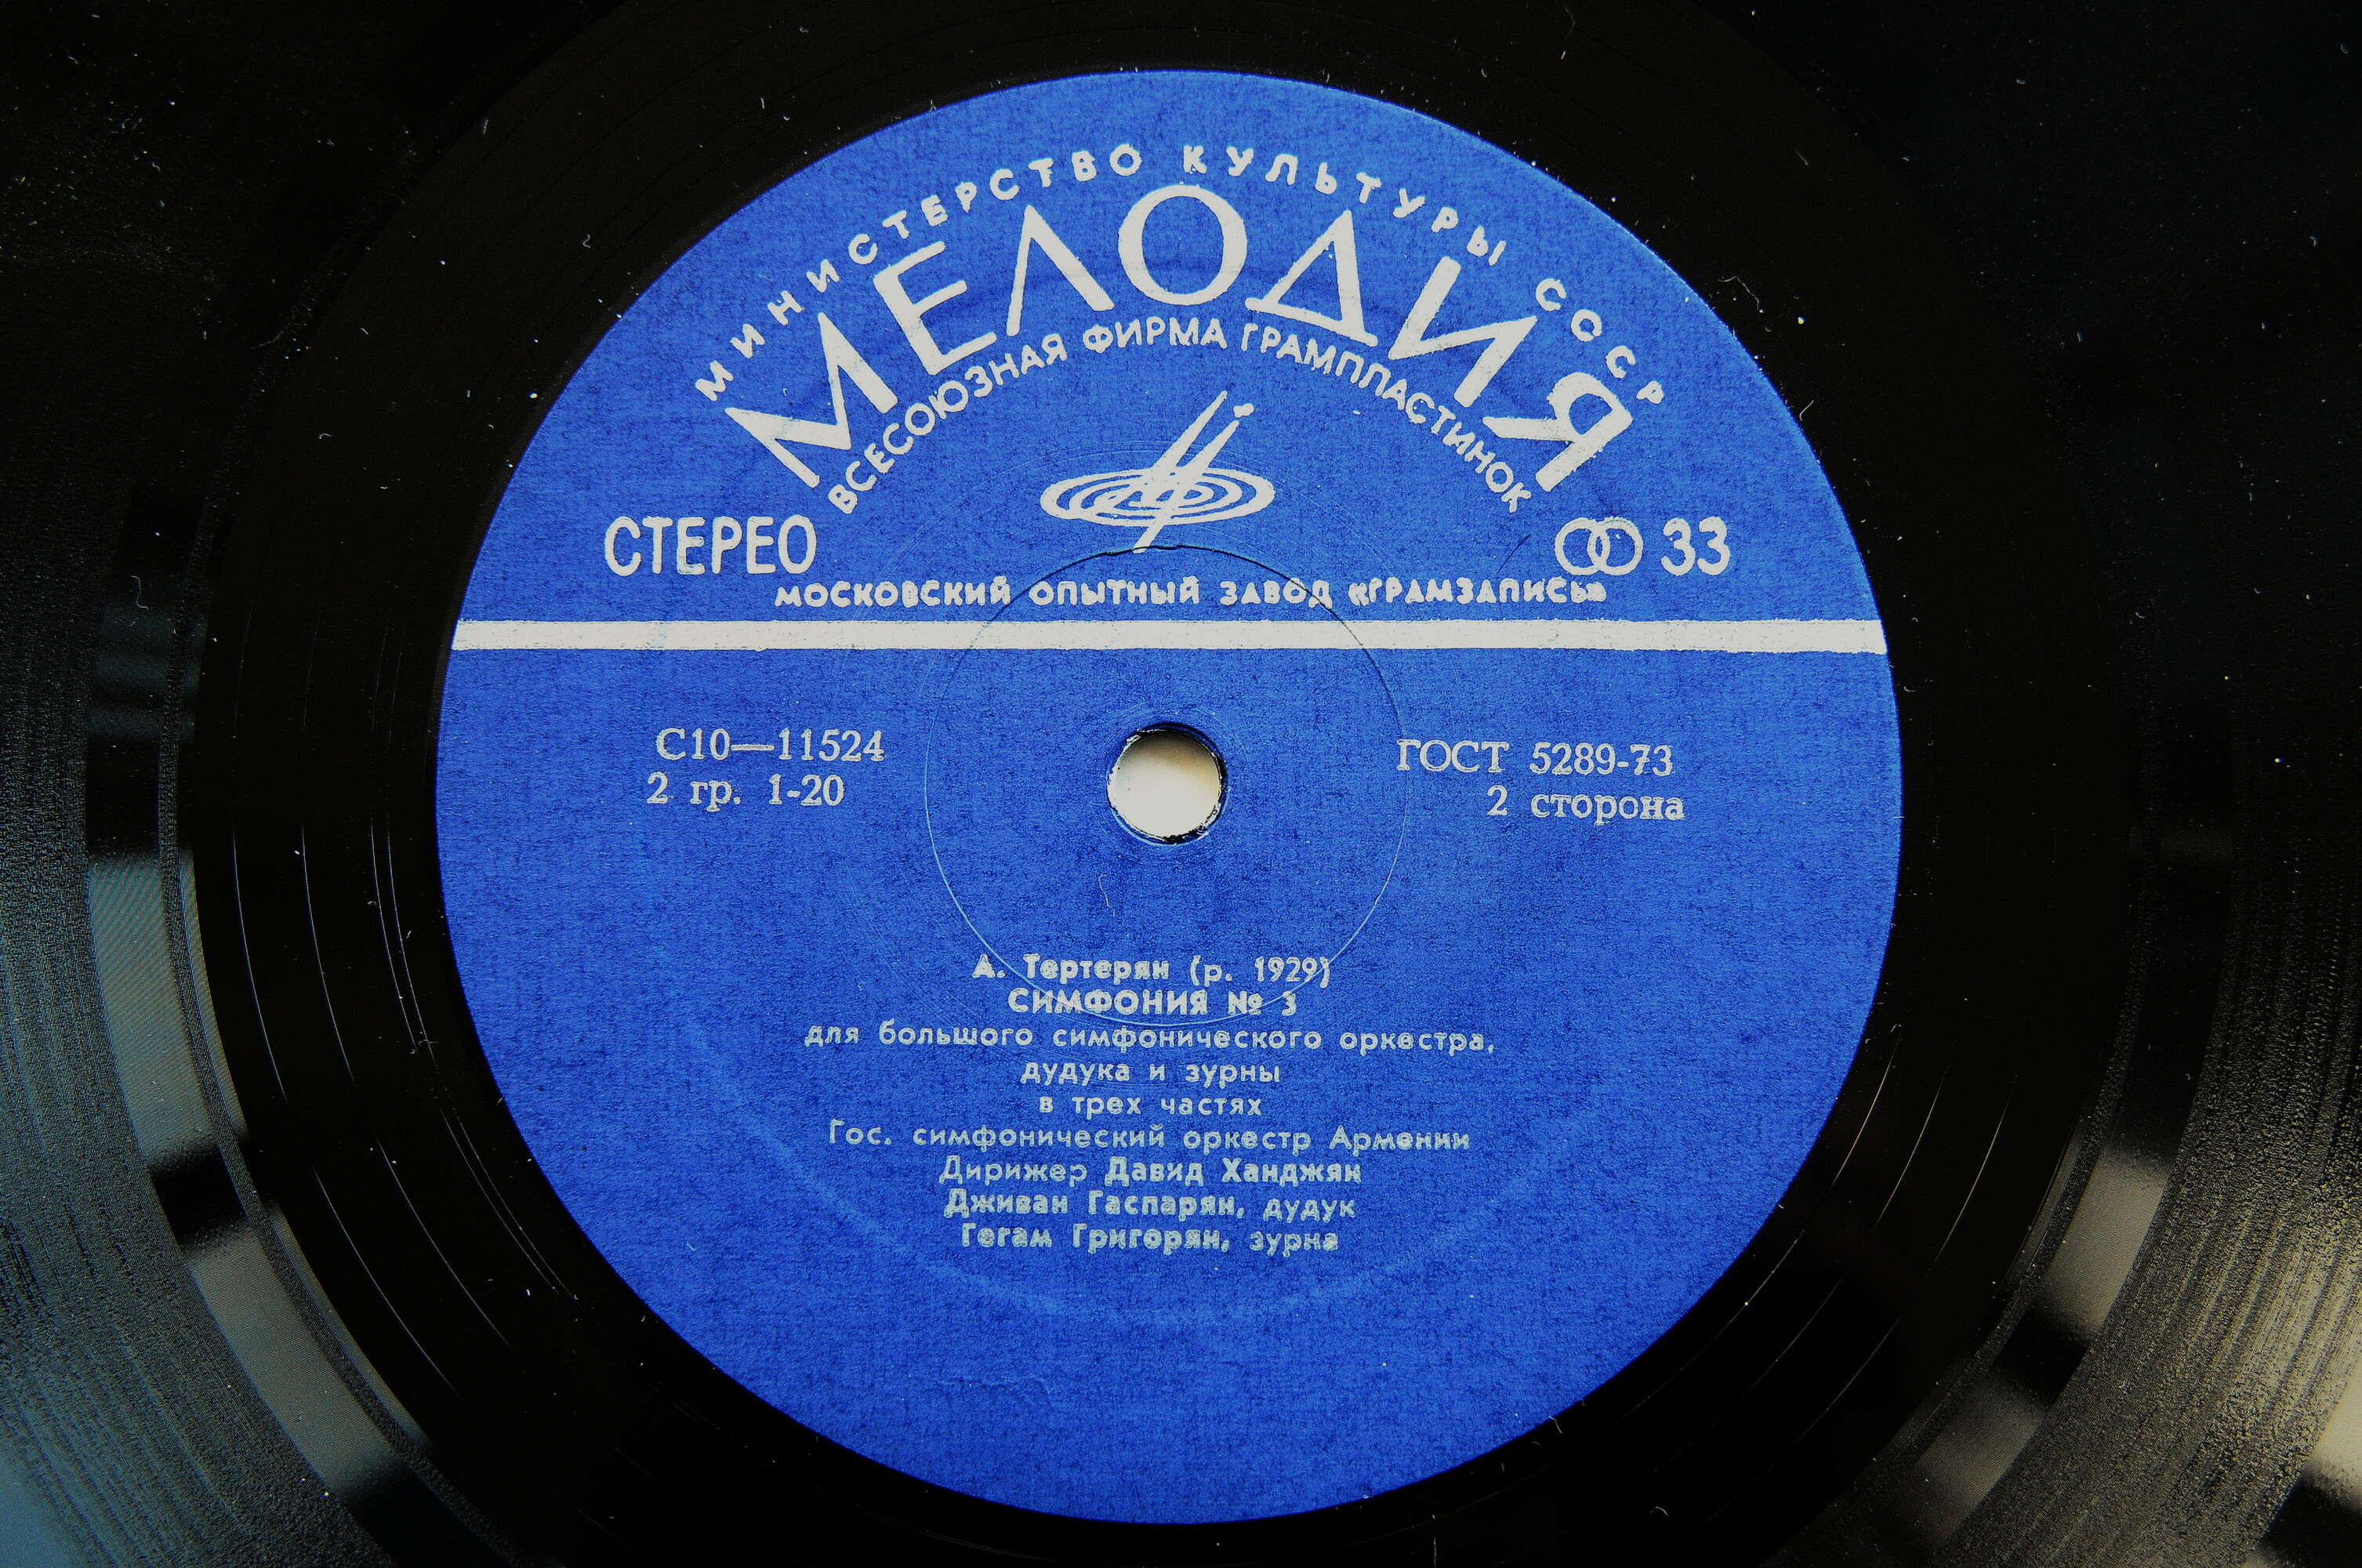 МИНИСТЕРСТВО КУЛЬТУРЫ СССР
МЕЛОДИЯ
ВСЕСОЮЗНАЯ ФИРМА ГРАМПЛАСТИНОК
СТЕРЕО
33
МОСКОВСКИЙ ОПЫТНЫЙ ЗАВОД «ГРАМЗАПИСЬ»
С10—11524
2 гр. 1-20
ГОСТ 5289-73
2 сторона
А. Тертерян (р. 1929)
СИМФОНИЯ № 3
для большого симфонического оркестра,
дудука и зурны
в трех частях
Гос. симфонический оркестр Армении
Дирижер Давид Ханджян
Дживан Гаспарян, дудук
Гегам Григорян, зурна